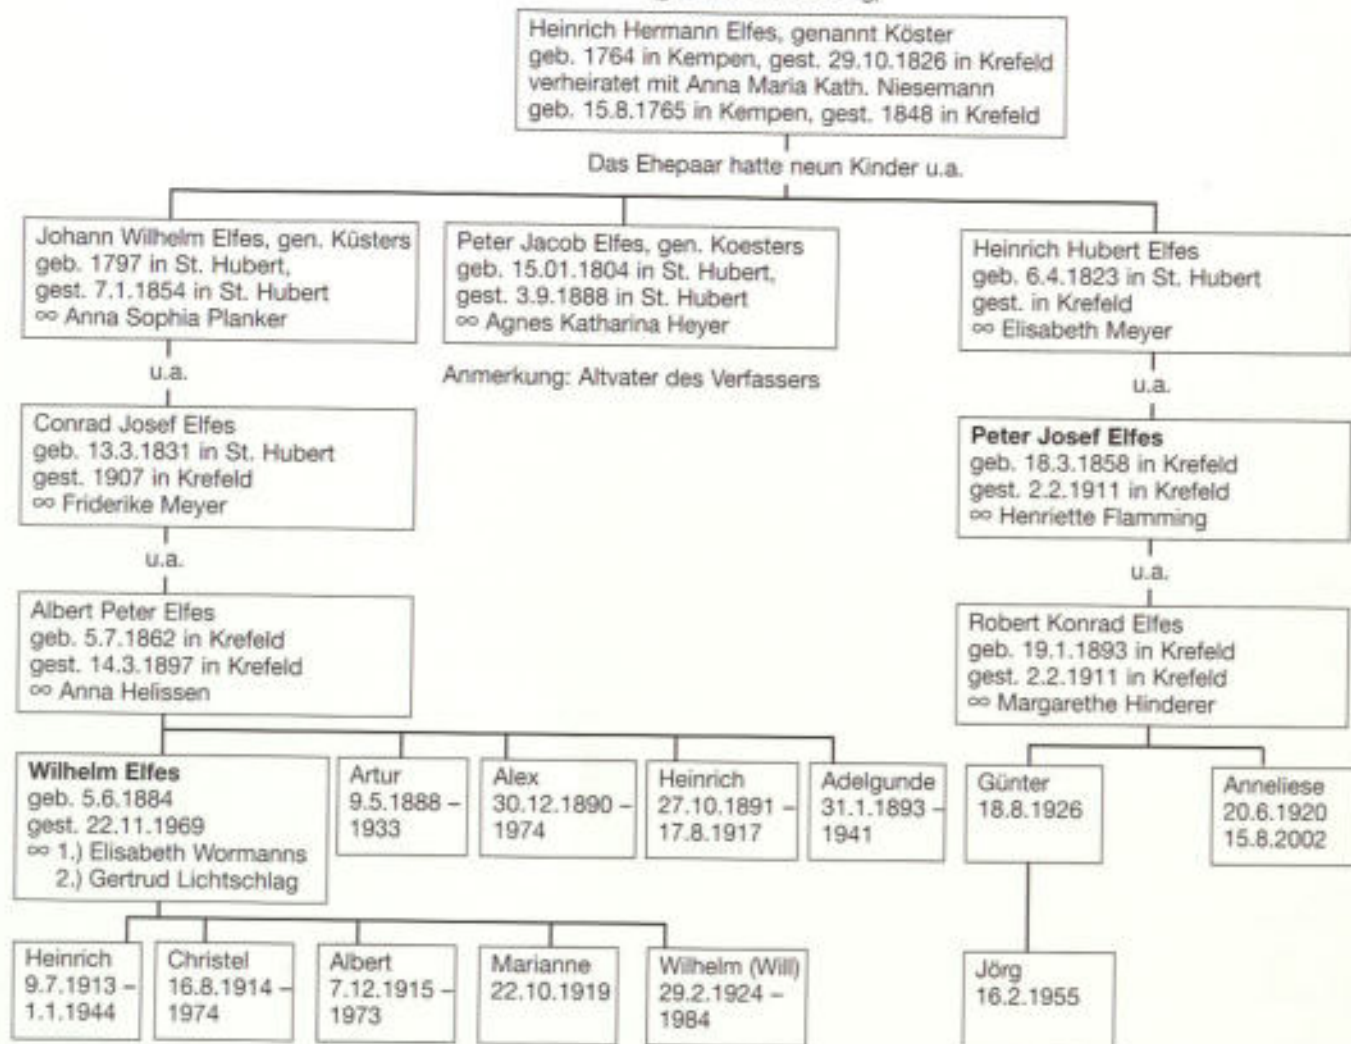 Heinrich Hermann Elfes, genannt Köster
geb. 1764 in Kempen, gest. 29.10.1826 in Krefeld
verheiratet mit Anna Maria Kath. Niesemann
geb. 15.8.1765 in Kempen, gest. 1848 in Krefeld
Das Ehepaar hatte neun Kinder u.a.
Johann Wilhelm Elfes, gen. Küsters
geb. 1797 in St. Hubert,
gest. 7.1.1854 in St. Hubert
∞ Anna Sophia Planker
Peter Jacob Elfes, gen. Koesters
geb. 15.01.1804 in St. Hubert,
gest. 3.9.1888 in St. Hubert
∞ Agnes Katharina Heyer
Heinrich Hubert Elfes
geb. 6.4.1823 in St. Hubert
gest. in Krefeld
∞ Elisabeth Meyer
u.a.
Anmerkung: Altvater des Verfassers
u.a.
Conrad Josef Elfes
geb. 13.3.1831 in St. Hubert
gest. 1907 in Krefeld
∞ Friderike Meyer
Peter Josef Elfes
geb. 18.3.1858 in Krefeld
gest. 2.2.1911 in Krefeld
∞ Henriette Flamming
u.a.
u.a.
Albert Peter Elfes
geb. 5.7.1862 in Krefeld
gest. 14.3.1897 in Krefeld
∞ Anna Helissen
Robert Konrad Elfes
geb. 19.1.1893 in Krefeld
gest. 2.2.1911 in Krefeld
∞ Margarethe Hinderer
Wilhelm Elfes
geb. 5.6.1884
gest. 22.11.1969
∞ 1.) Elisabeth Wormanns
2.) Gertrud Lichtschlag
Artur
9.5.1888 –
1933
Alex
30.12.1890 –
1974
Heinrich
27.10.1891 –
17.8.1917
Adelgunde
31.1.1893 –
1941
Günter
18.8.1926
Anneliese
20.6.1920
15.8.2002
Heinrich
9.7.1913 –
1.1.1944
Christel
16.8.1914 –
1974
Albert
7.12.1915 –
1973
Marianne
22.10.1919
Wilhelm (Will)
29.2.1924 –
1984
Jörg
16.2.1955